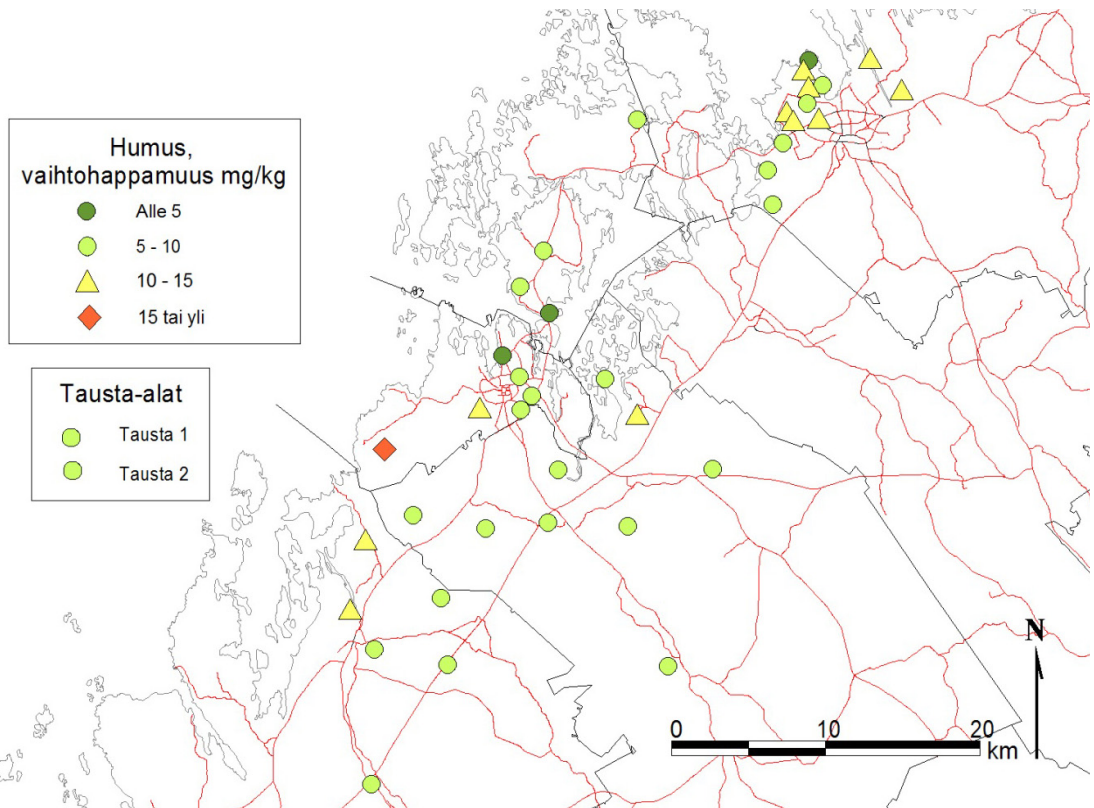 Humus,
vaihtohappamuus mg/kg
Alle 5
5 - 10
10 - 15
15 tai yli
Tausta-alat
Tausta 1
Tausta 2
N
0 10 20
km